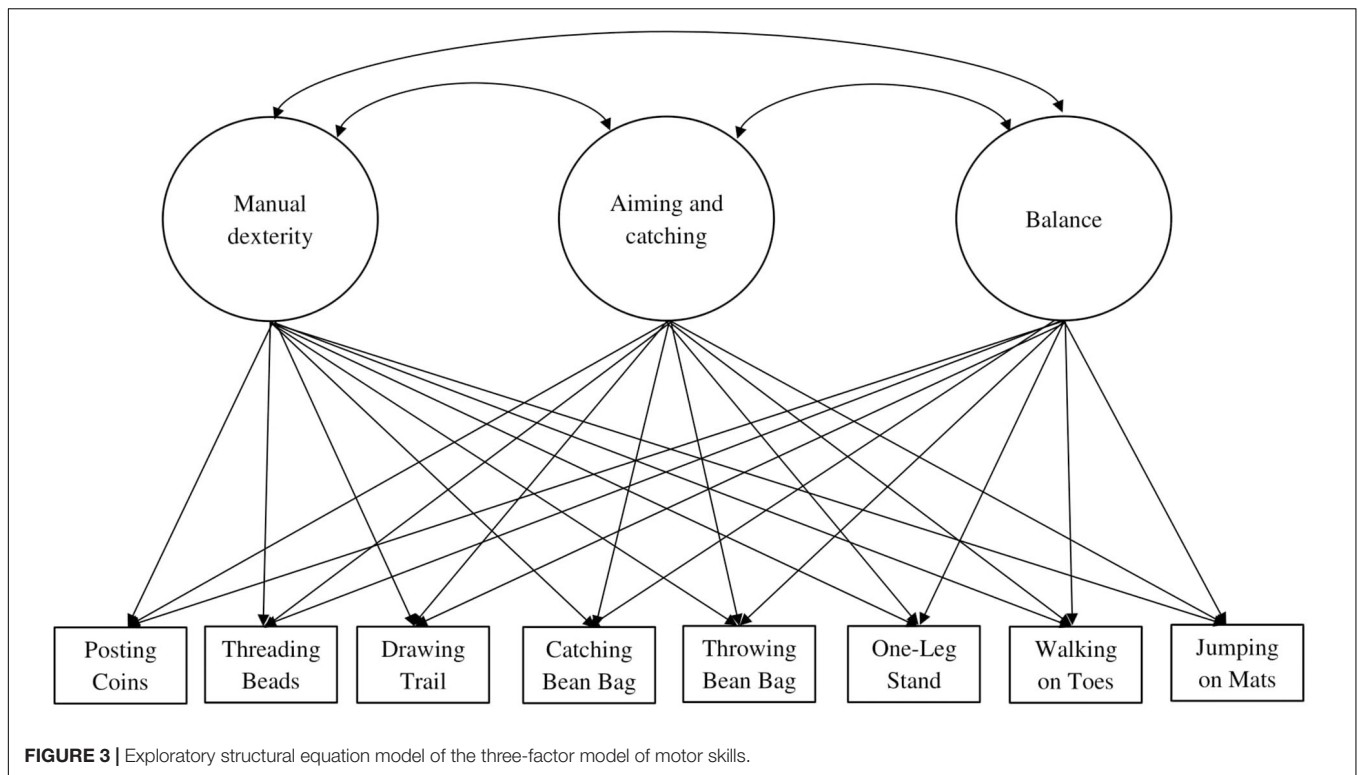 Manual
dexterity
Aiming and
catching
Balance
Posting
Coins
Threading
Beads
Drawing
Trail
Catching
Bean Bag
Throwing
Bean Bag
One-Leg
Stand
Walking
on Toes
Jumping
on Mats
FIGURE 3 | Exploratory structural equation model of the three-factor model of motor skills.